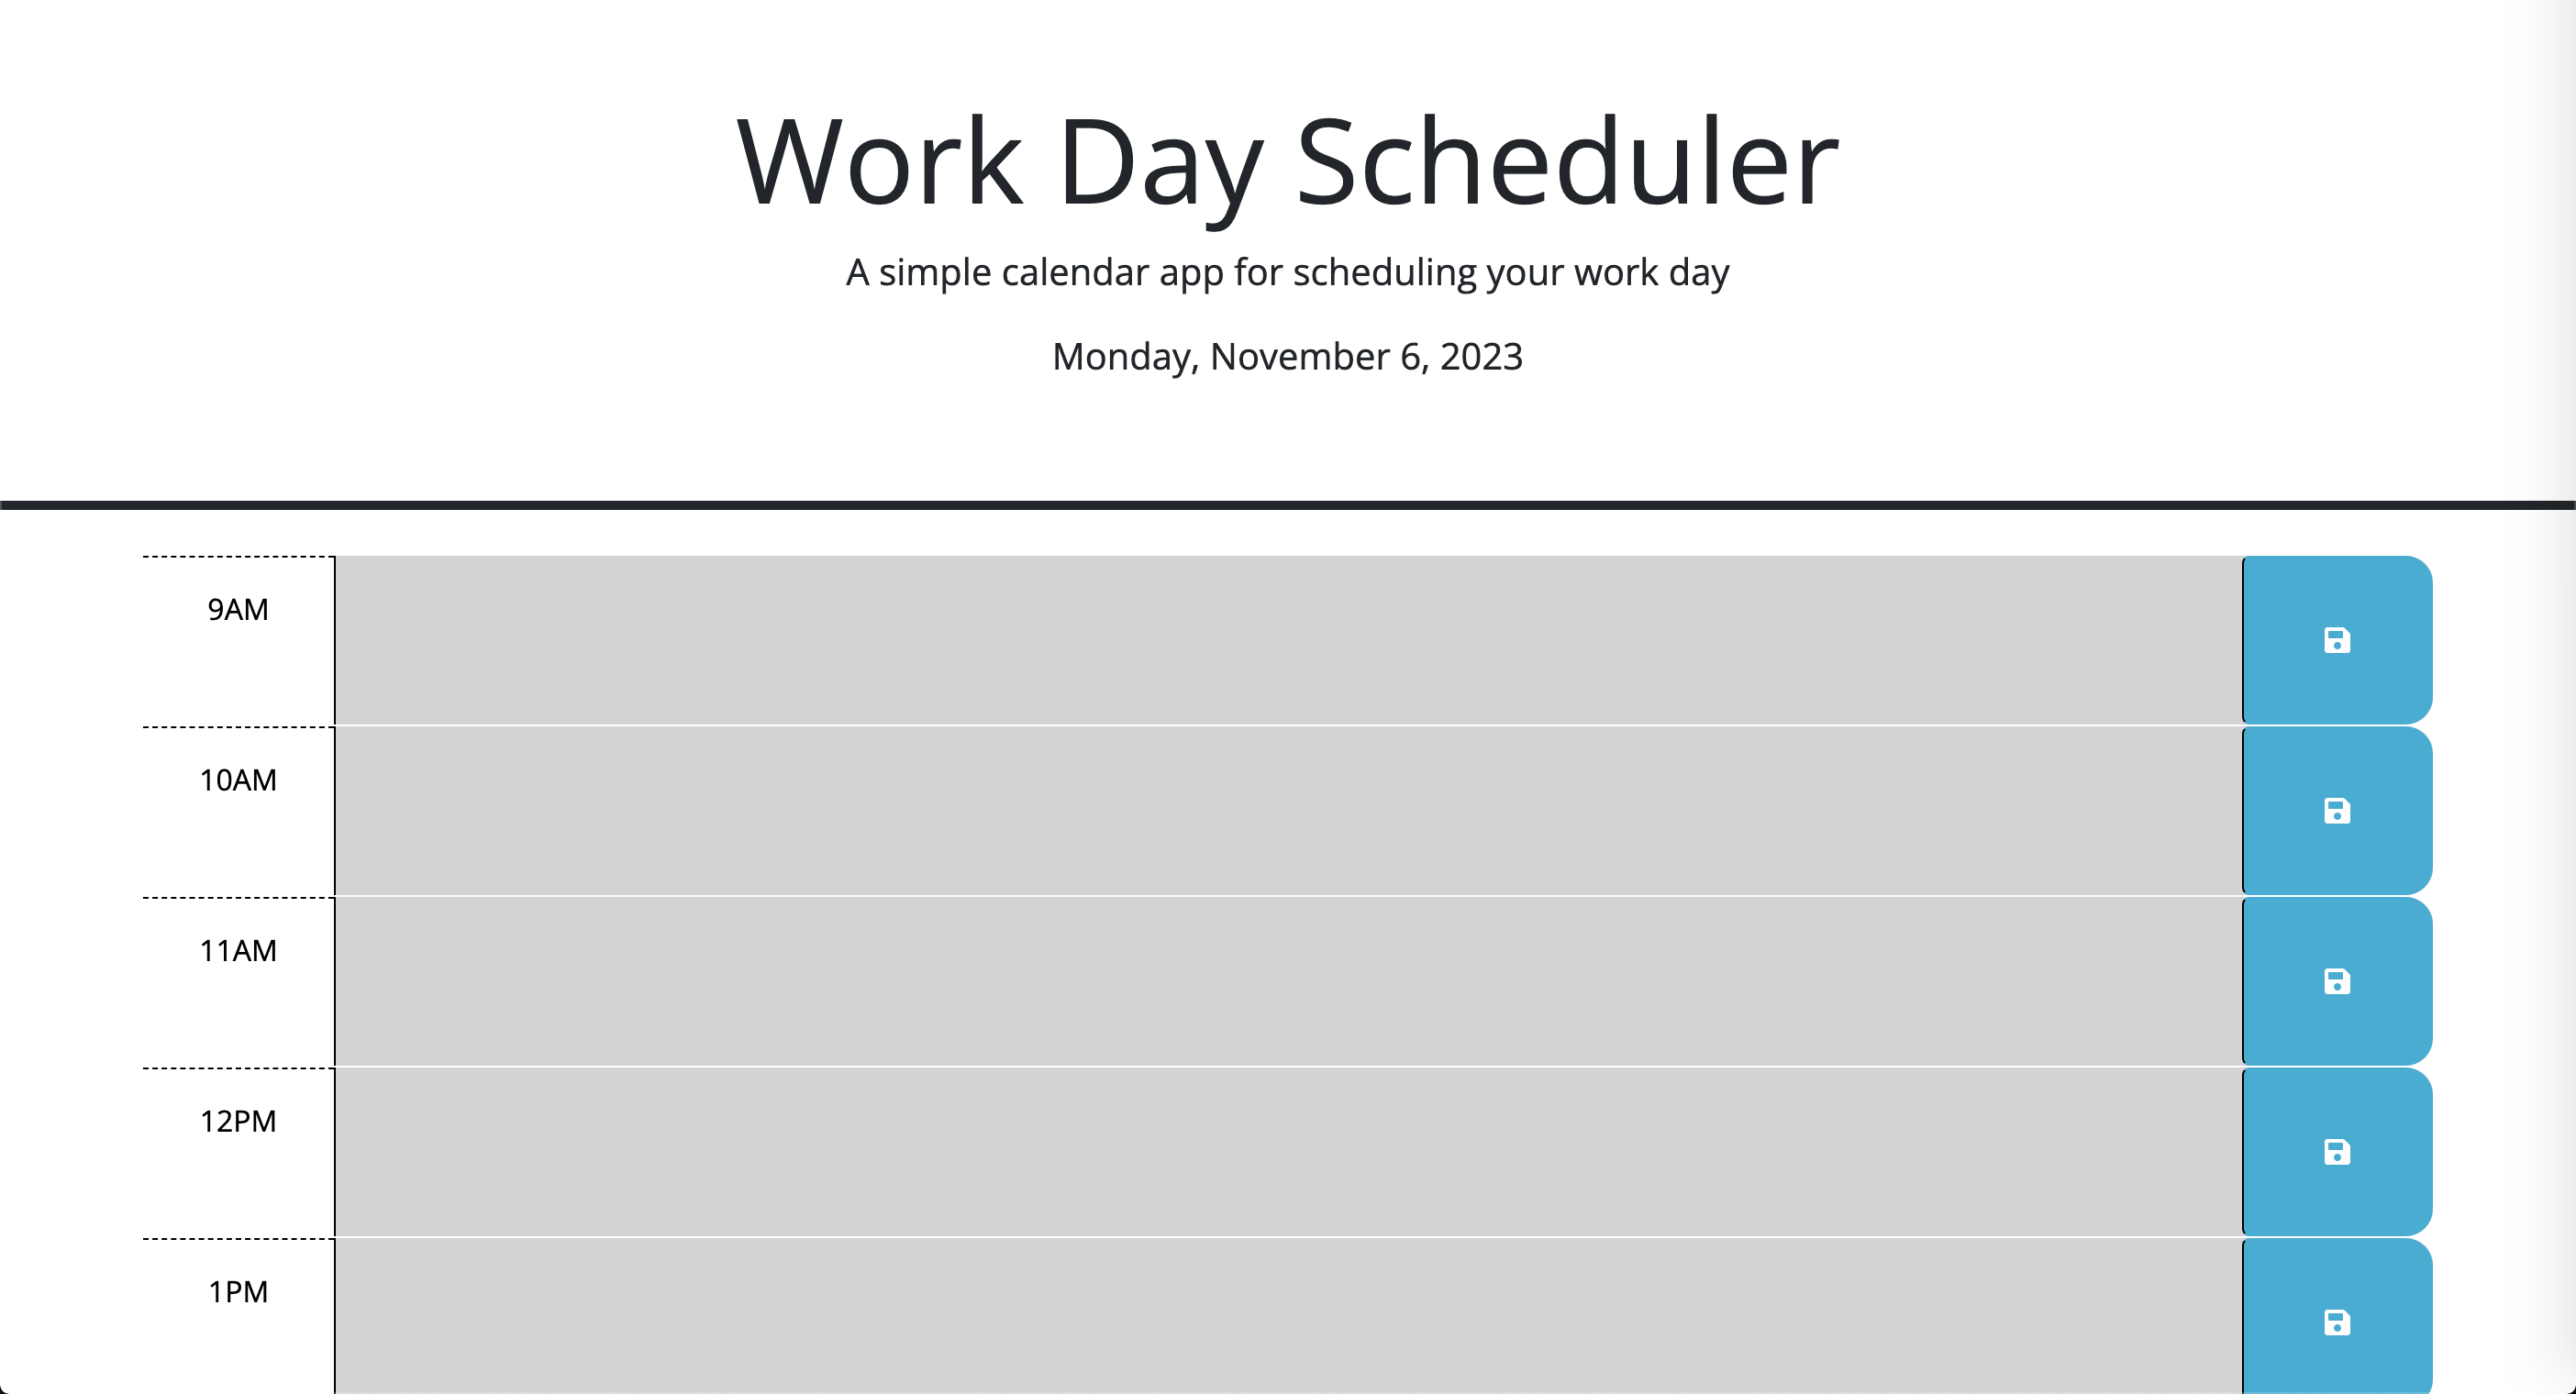 Work Day Scheduler
A simple calendar app for scheduling your work day
Monday, November 6, 2023
9AM
10AM
11AM
12PM
1PM